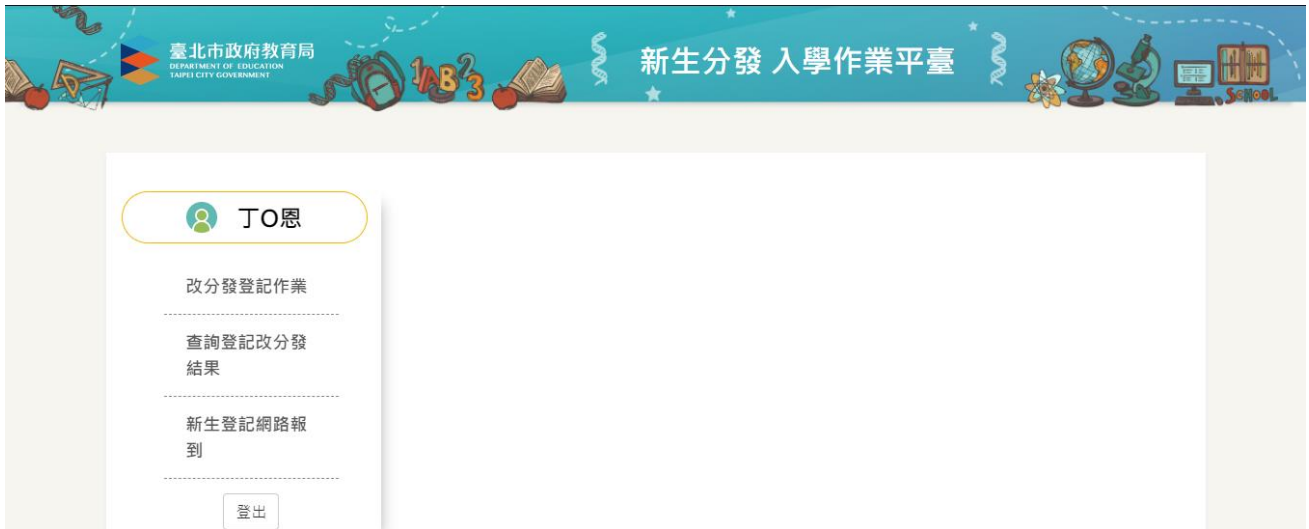 臺北市政府教育局
DEPARTMENT OF EDUCATION
TAIPEI CITY GOVERNMENT
1
1AB23
新生分發 入學作業平臺
SCHOOL
丁O恩
改分發登記作業
查詢登記改分發
結果
新生登記網路報
到
登出